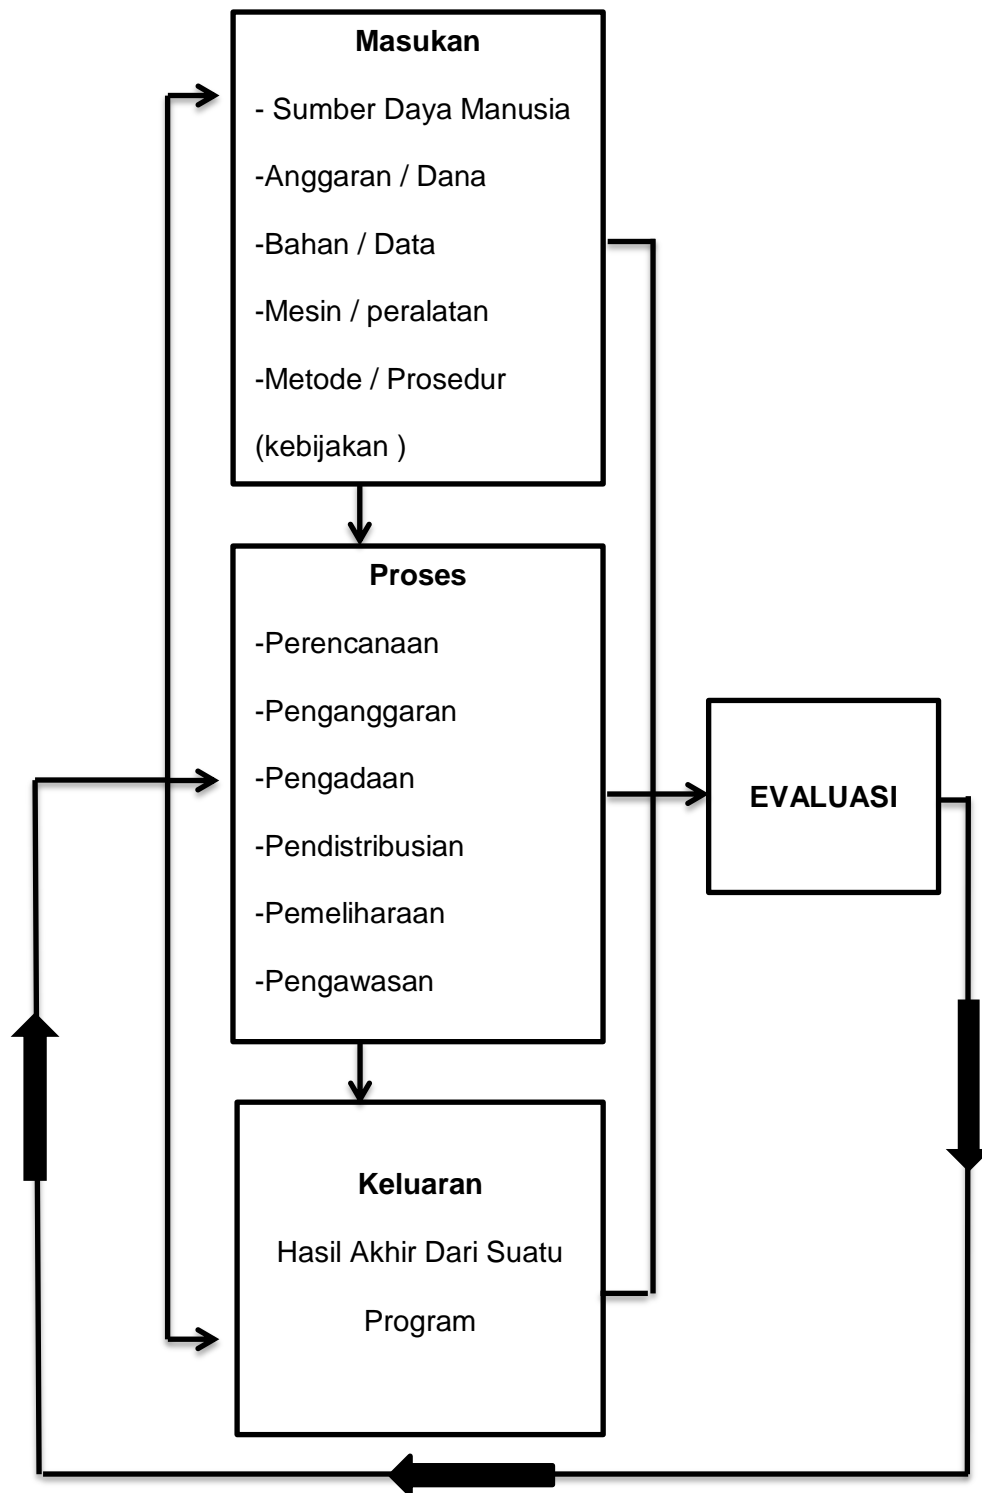 Masukan
- Sumber Daya Manusia
-Anggaran / Dana
-Bahan / Data
-Mesin / peralatan
-Metode / Prosedur
(kebijakan )
Proses
-Perencanaan
-Penganggaran
-Pengadaan
-Pendistribusian
-Pemeliharaan
-Pengawasan
EVALUASI
Keluaran
Hasil Akhir Dari Suatu
Program